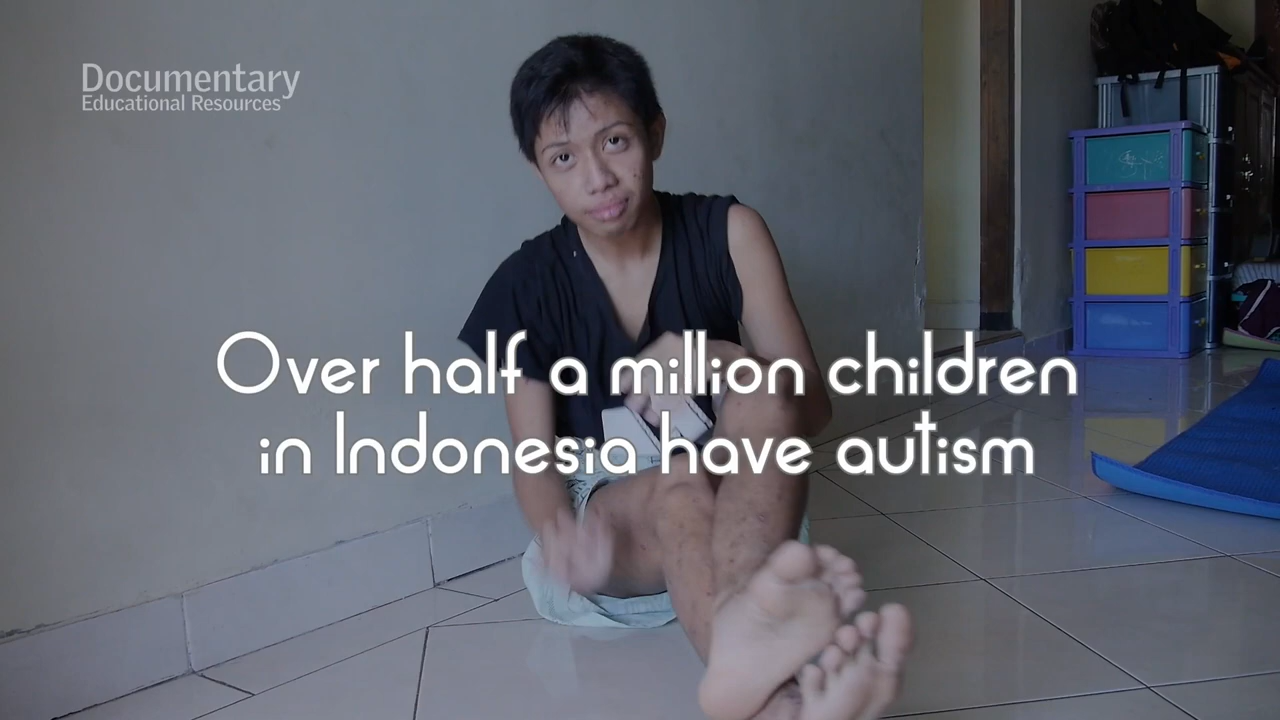 Documentary
Educational Resources
Over half a million children
in Indonesia have autism